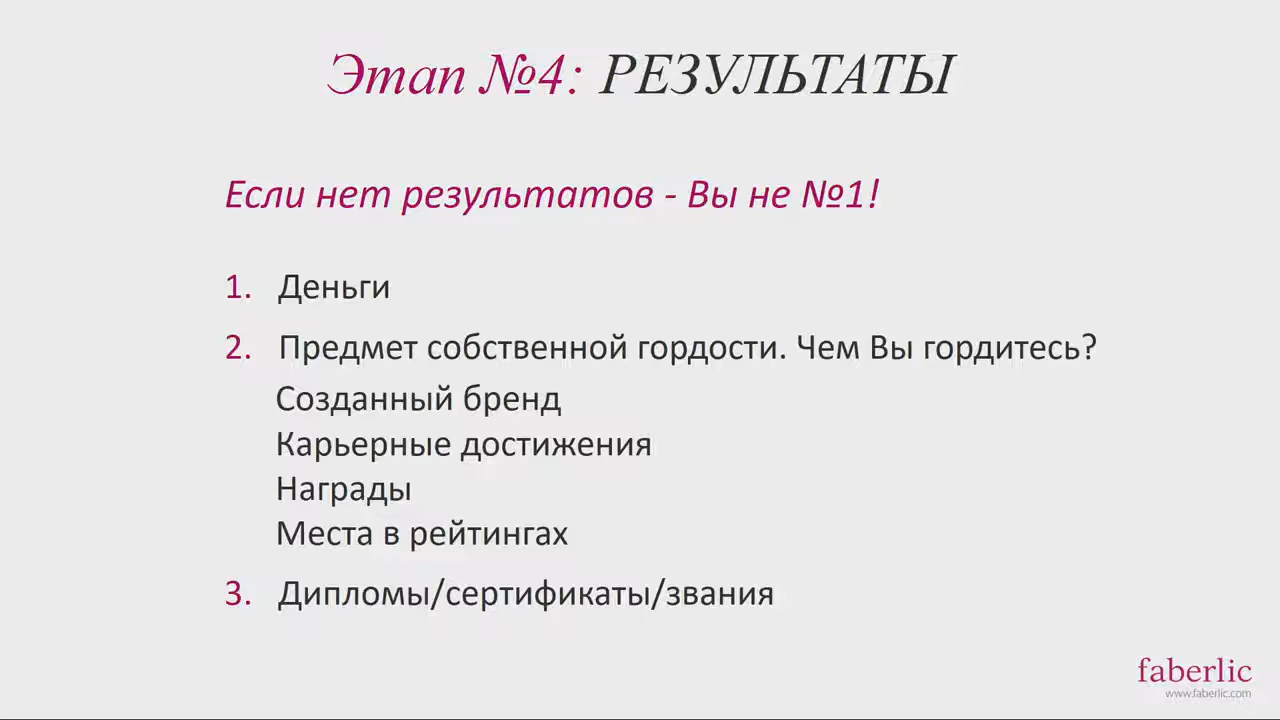 Этап №4: РЕЗУЛЬТАТЫ
Если нет результатов - Вы не №1!
1. Деньги
2. Предмет собственной гордости. Чем Вы гордитесь?
Созданный бренд
Карьерные достижения
Награды
Места в рейтингах
3. Дипломы/сертификаты/звания
faberlic
www.faberlic.com